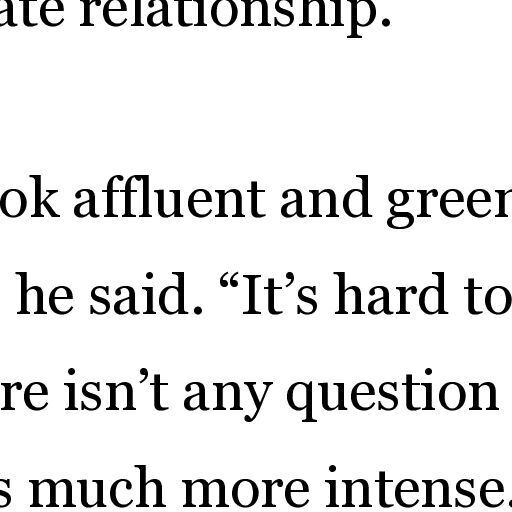 ate relationship.
ok affluent and green
he said. “It’s hard to
re isn’t any question
s much more intense.